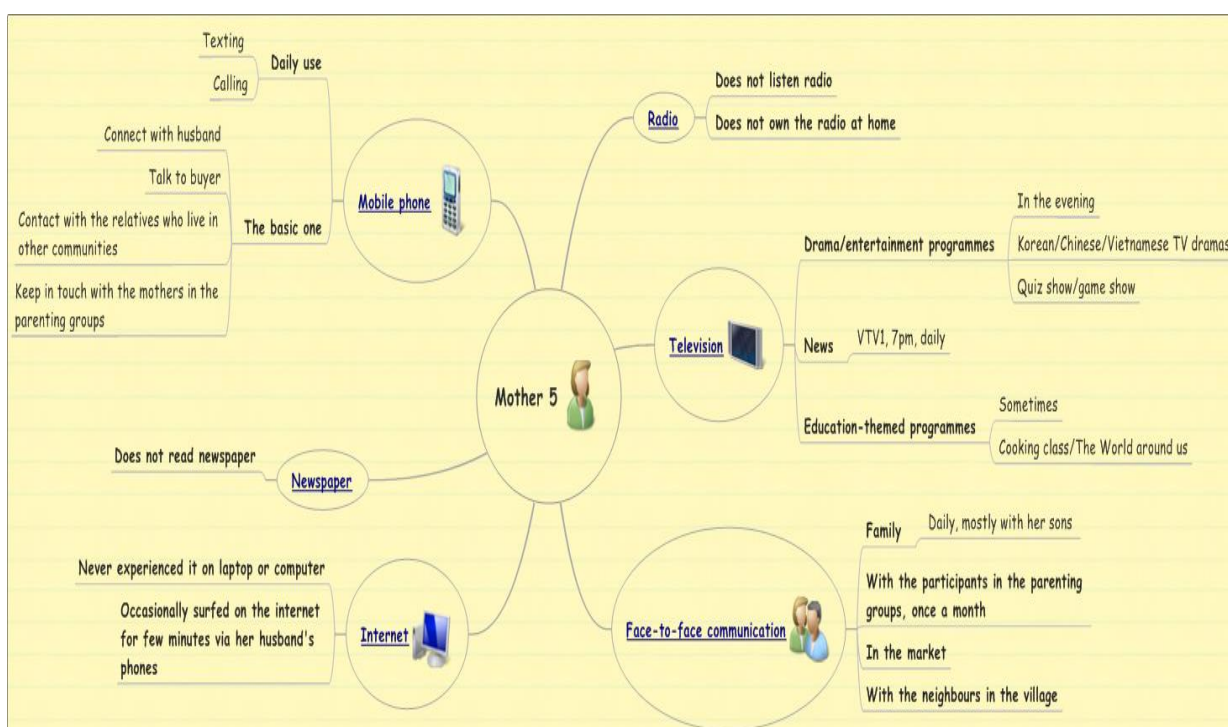 Mother 5
Mobile phone
Daily use
Texting
Calling
The basic one
Connect with husband
Talk to buyer
Contact with the relatives who live in
other communities
Keep in touch with the mothers in the
parenting groups
Newspaper
Does not read newspaper
Internet
Never experienced it on laptop or computer
Occasionally surfed on the internet
for few minutes via her husband's
phones
Radio
Does not listen radio
Does not own the radio at home
Television
Drama/entertainment programmes
In the evening
Korean/Chinese/Vietnamese TV dramas
Quiz show/game show
News
VTV1, 7pm, daily
Education-themed programmes
Sometimes
Cooking class/The World around us
Face-to-face communication
Family
Daily, mostly with her sons
With the participants in the parenting
groups, once a month
In the market
With the neighbours in the village